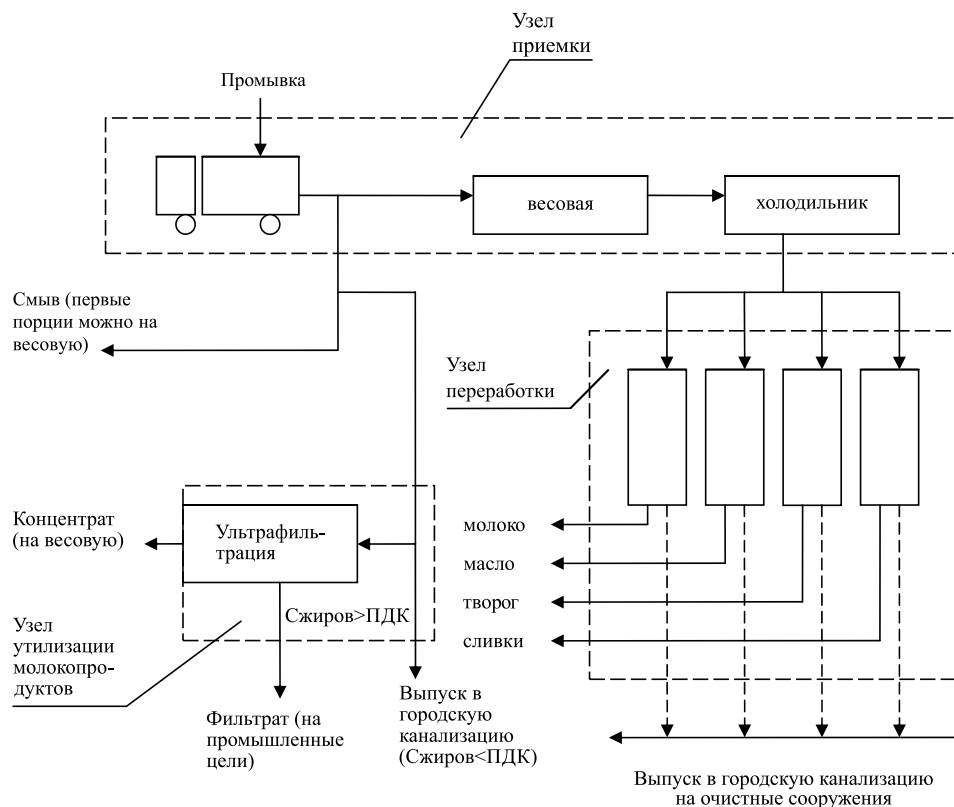 Узел
приемки
Промывка
весовая
холодильник
Смыв (первые
порции можно на
весовую)
Узел
переработки
Концентрат
(на весовую)
Ультрафиль-
трация
молоко
масло
творог
сливки
Сжиров>ПДК
Узел
утилизации
молокопро-
дуктов
Фильтрат (на
промышленные
цели)
Выпуск в
городскую
канализацию
(Сжиров<ПДК)
Выпуск в городскую канализацию
на очистные сооружения